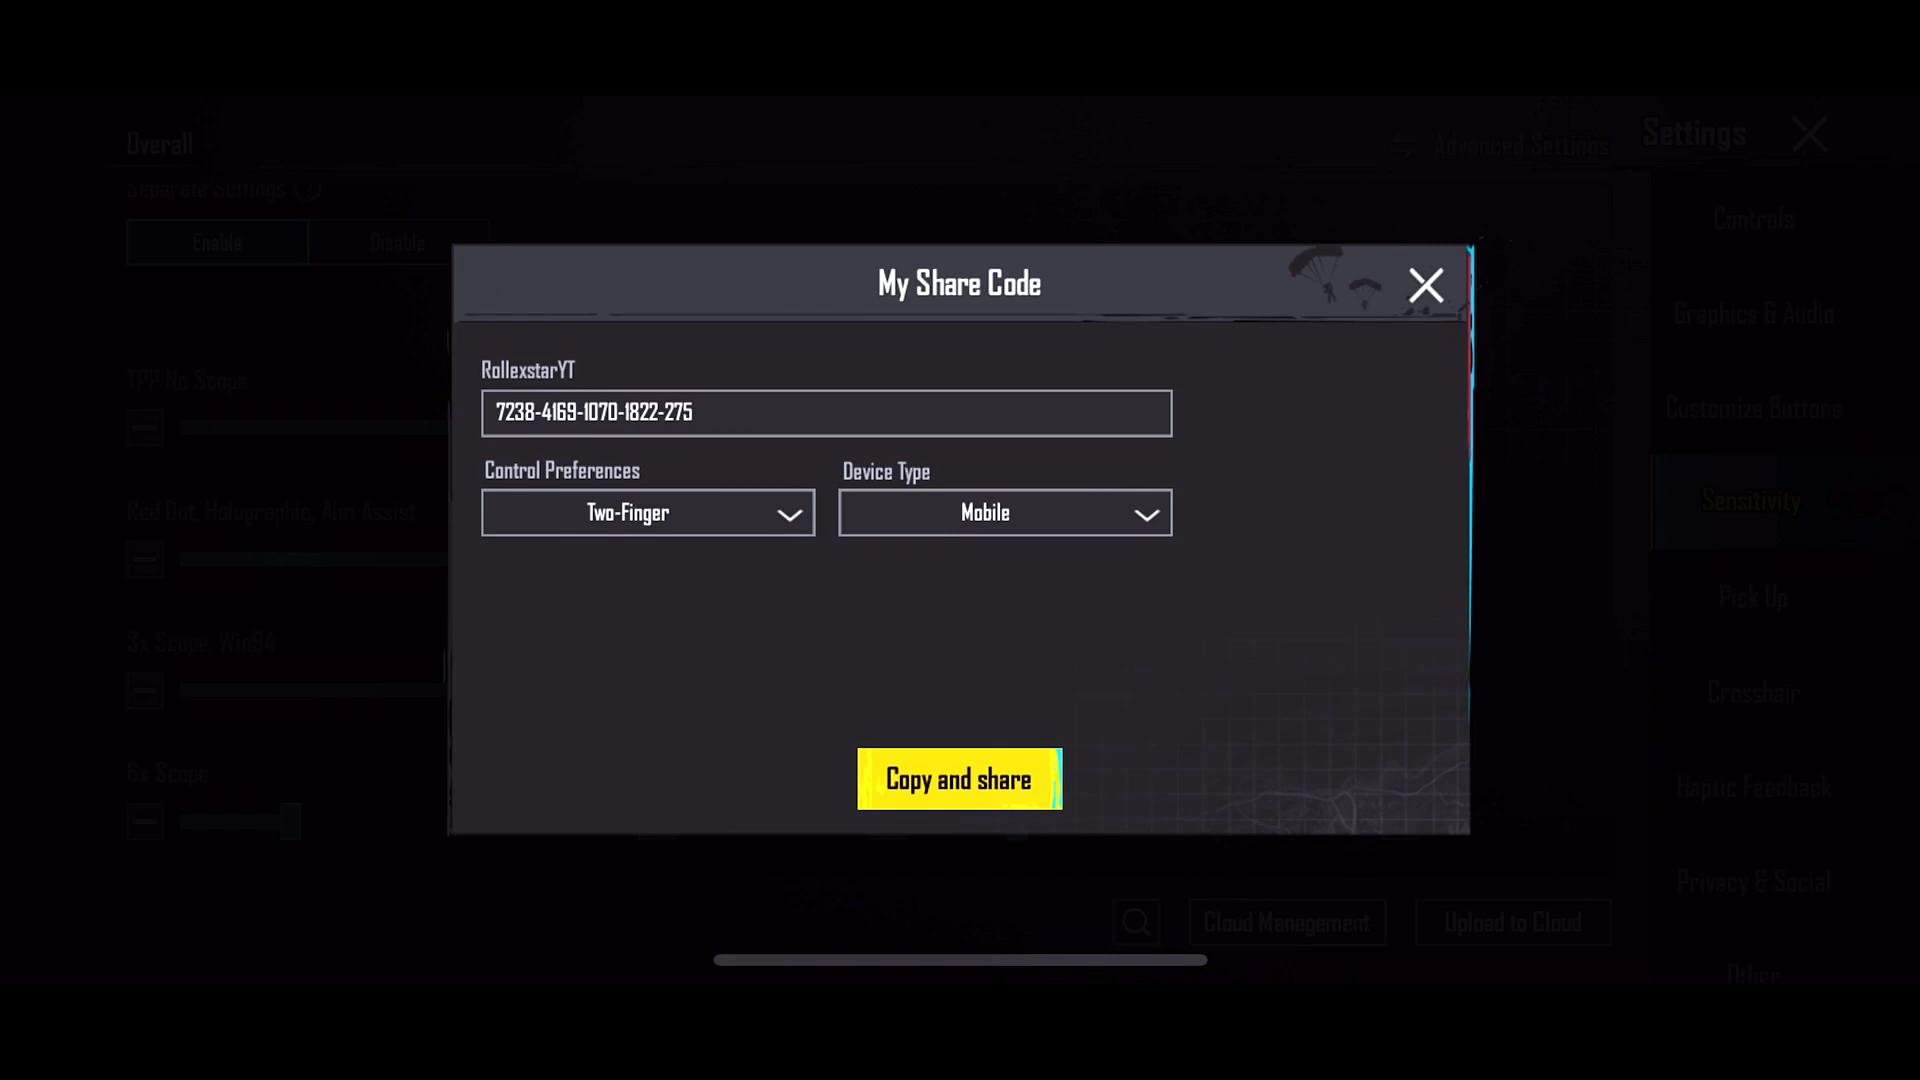 Overall
Advanced Settings
Settings
Separate Settings
Enable
Disable
Controls
My Share Code
Graphics & Audio
RollexstarYT
7238-4169-1070-1822-275
TPP No Scope
Customize Buttons
Control Preferences
Device Type
Two-Finger
Mobile
Red Dot, Holographic, Aim Assist
Sensitivity
Pick Up
3x Scope, Win94
Crosshair
6x Scope
Copy and share
Haptic Feedback
Privacy & Social
Cloud Management
Upload to Cloud
Other